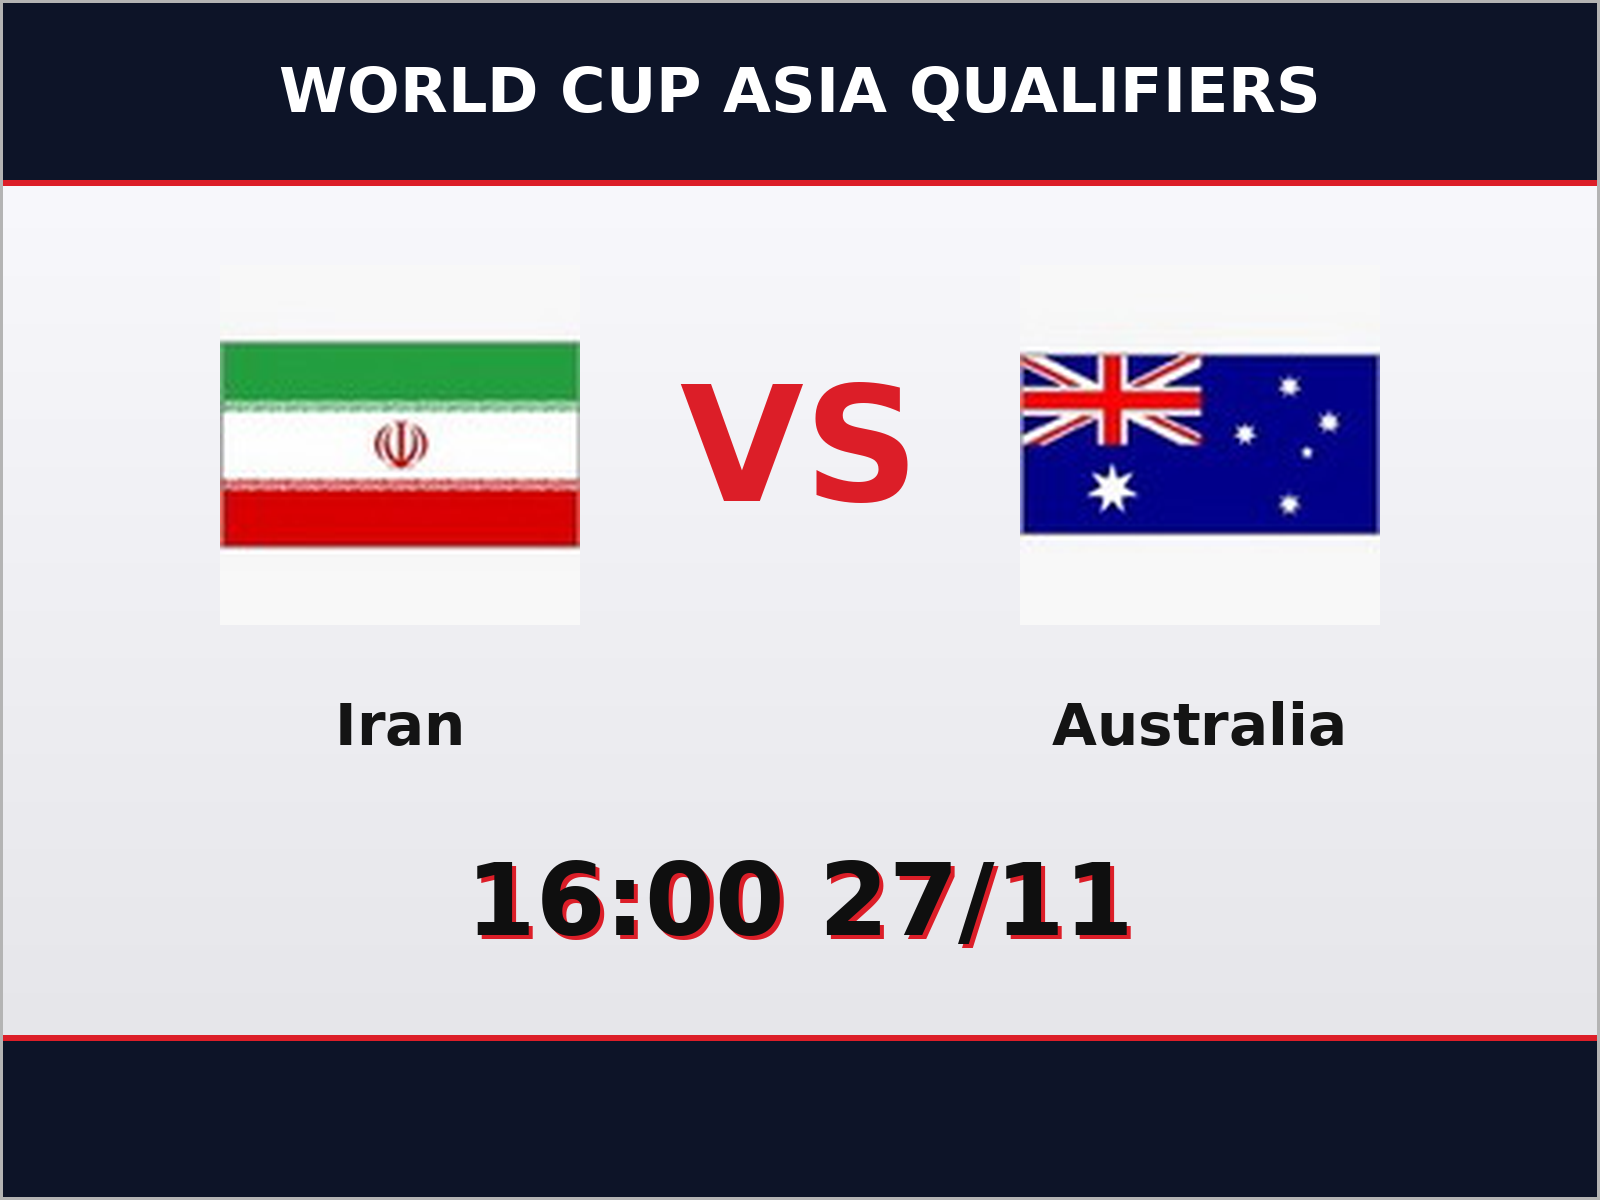 WORLD CUP ASIA QUALIFIERS
VS
Iran
Australia
16:00 27/11